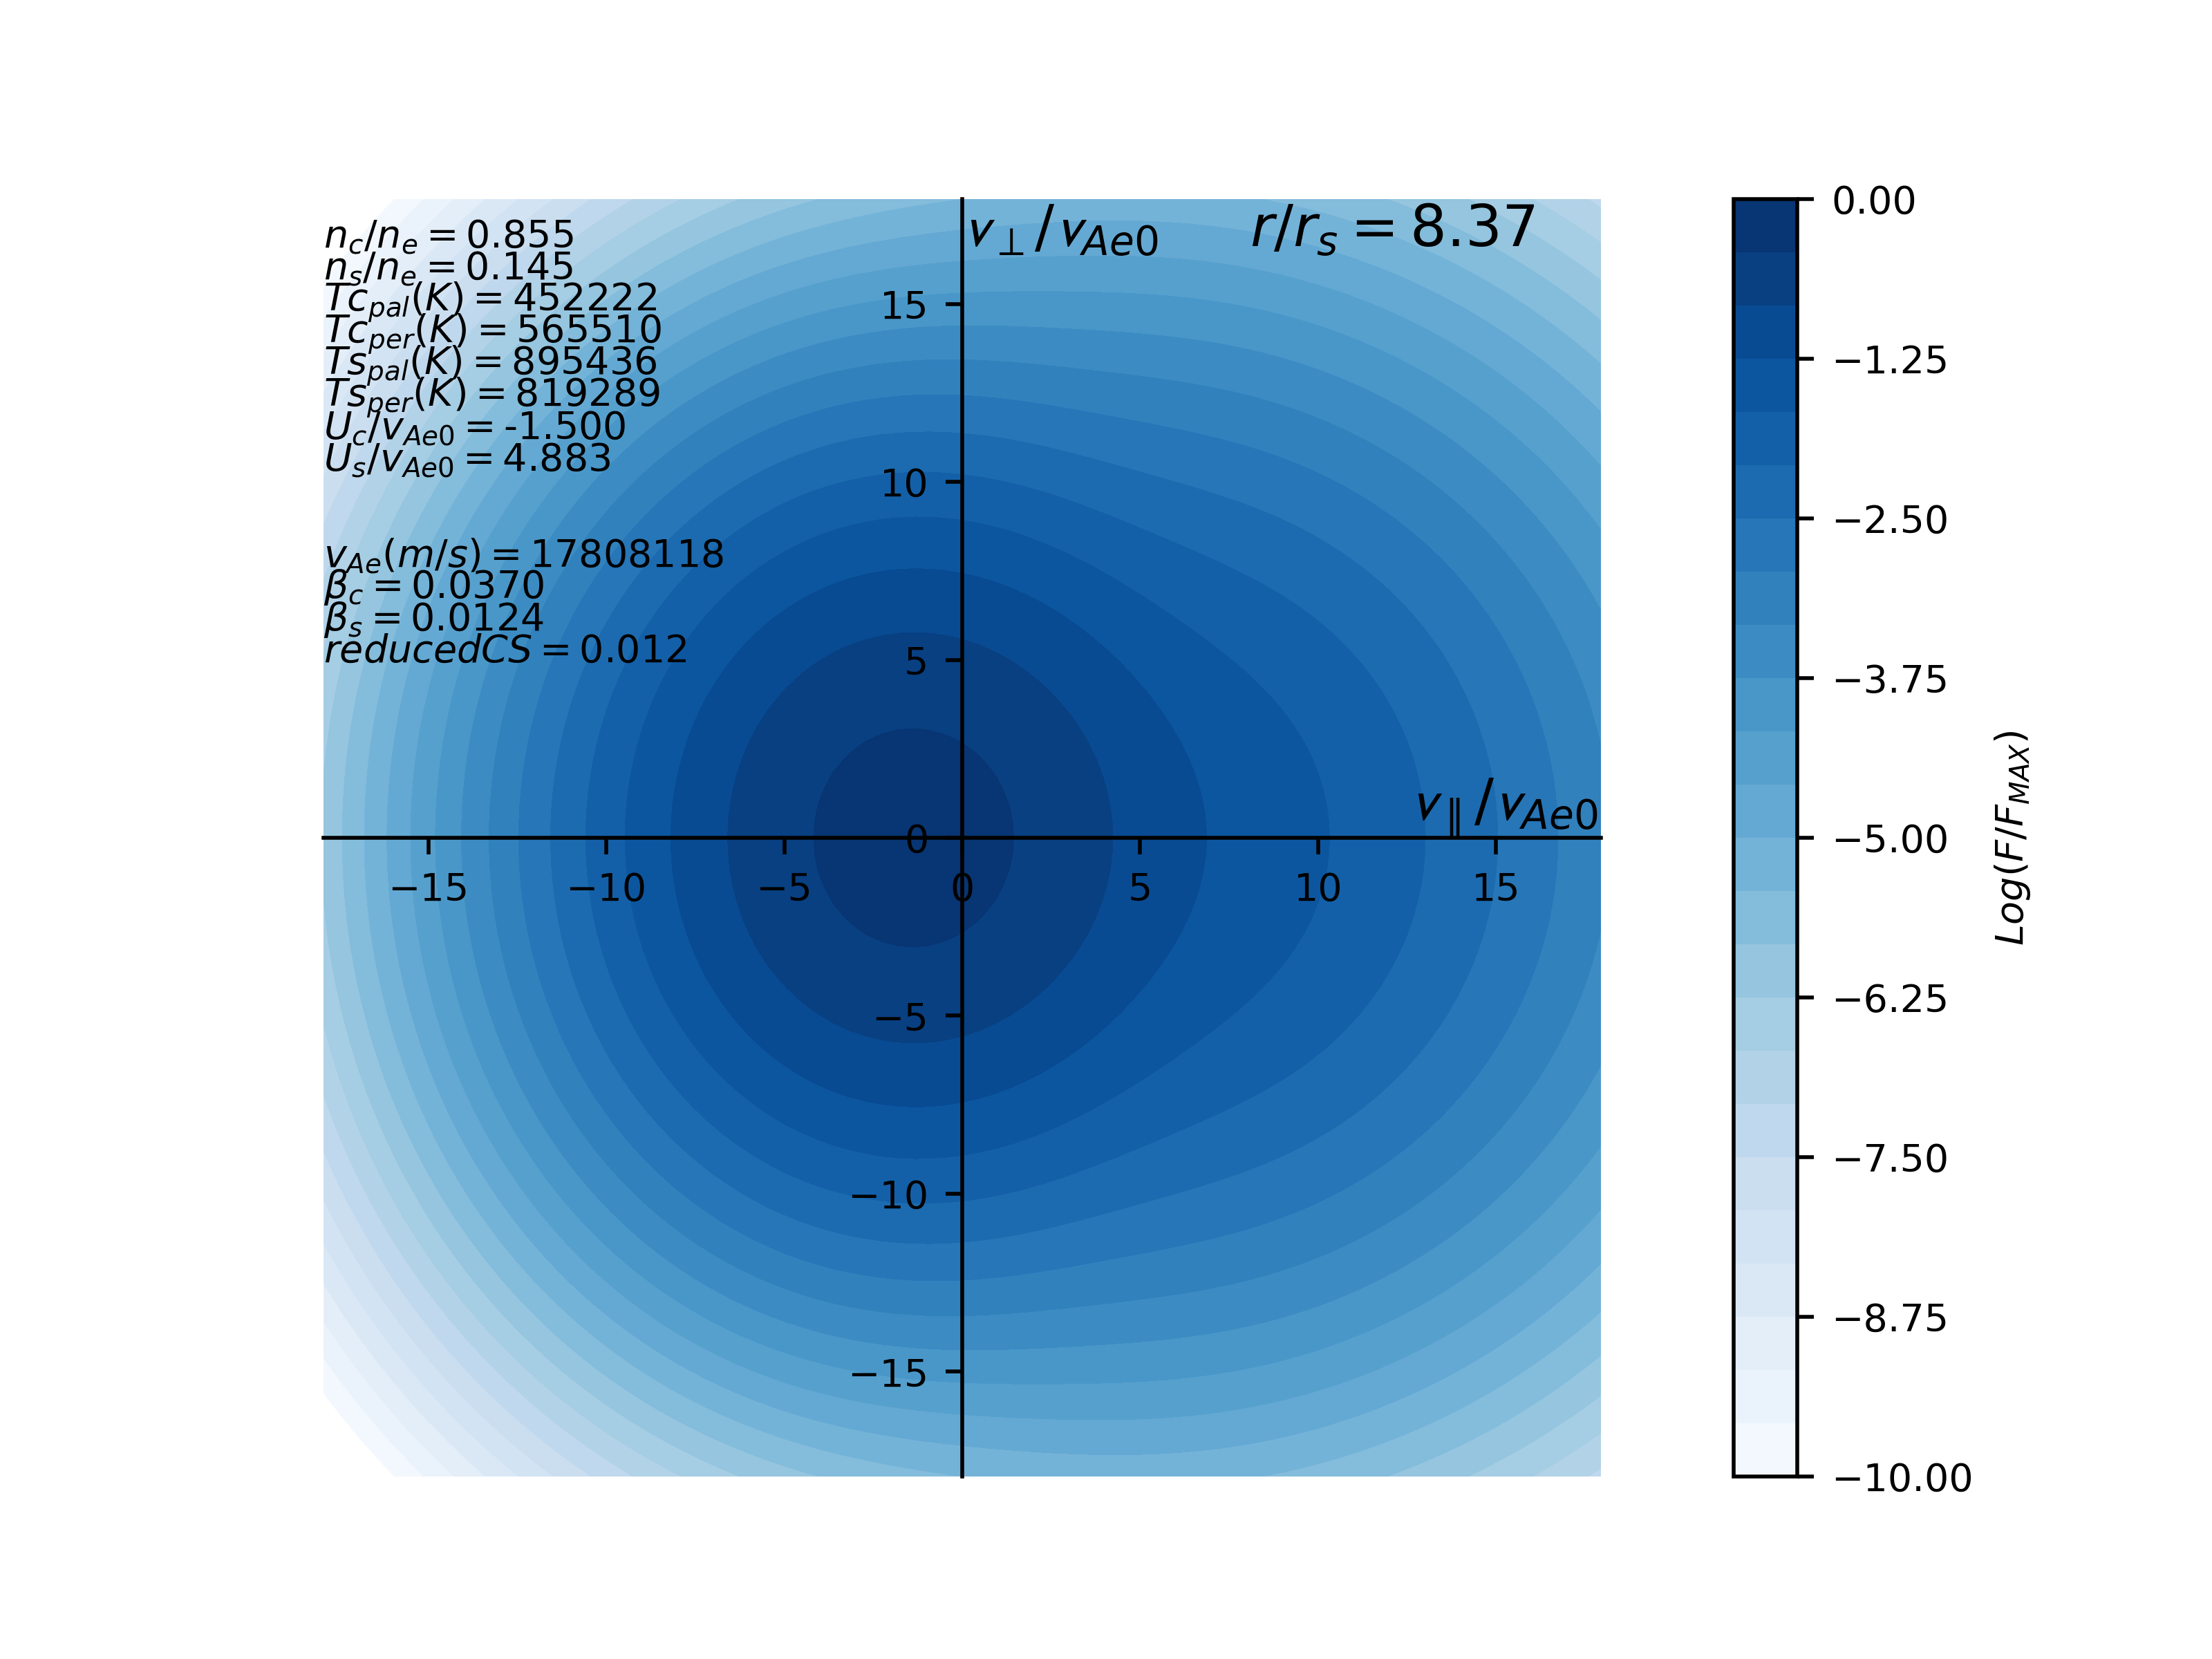 n_c/n_e = 0.855
n_s/n_e = 0.145
Tc_pal(K) = 452222
Tc_per(K) = 565510
Ts_pal(K) = 895436
Ts_per(K) = 819289
U_c/v_Ae0 = -1.500
U_s/v_Ae0 = 4.883
v_Ae(m/s) = 17808118
β_c = 0.0370
β_s = 0.0124
reducedCS = 0.012
v_⊥/v_Ae0
r/r_s = 8.37
15
10
5
0
−5
−10
−15
v_∥/v_Ae0
−15 −10 −5 0 5 10 15
0.00
−1.25
−2.50
−3.75
−5.00
−6.25
−7.50
−8.75
−10.00
Log(F/F_MAX)